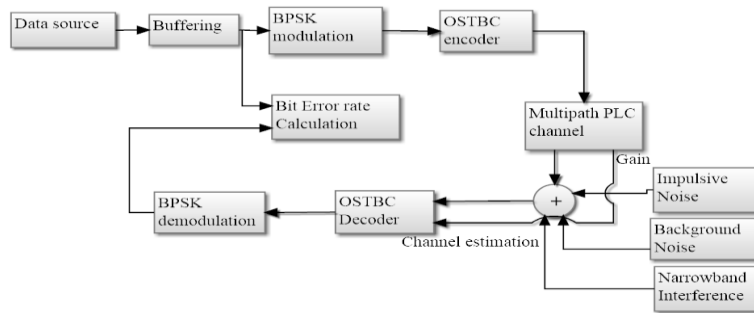 Data source
Buffering
BPSK
modulation
OSTBC
encoder
Bit Error rate
Calculation
Multipath PLC
channel
Gain
Impulsive
Noise
BPSK
demodulation
OSTBC
Decoder
+
Channel estimation
Background
Noise
Narrowband
Interference